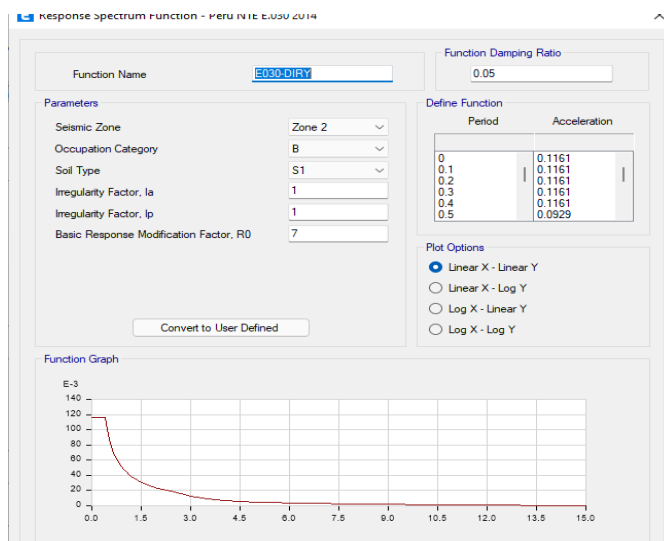 Response Spectrum Function - Peru NTE E.030 2014
Function Name
E030-DIRY
Function Damping Ratio
0.05
Parameters
Seismic Zone
Zone 2
Occupation Category
B
Soil Type
S1
Irregularity Factor, Ia
1
Irregularity Factor, Ip
1
Basic Response Modification Factor, R0
7
Convert to User Defined
Define Function
Period Acceleration
0 0.1161
0.1 0.1161
0.2 0.1161
0.3 0.1161
0.4 0.1161
0.5 0.0929
Plot Options
Linear X - Linear Y
Linear X - Log Y
Log X - Linear Y
Log X - Log Y
Function Graph
E-3
140
120
100
80
60
40
20
0
0.0 1.5 3.0 4.5 6.0 7.5 9.0 10.5 12.0 13.5 15.0